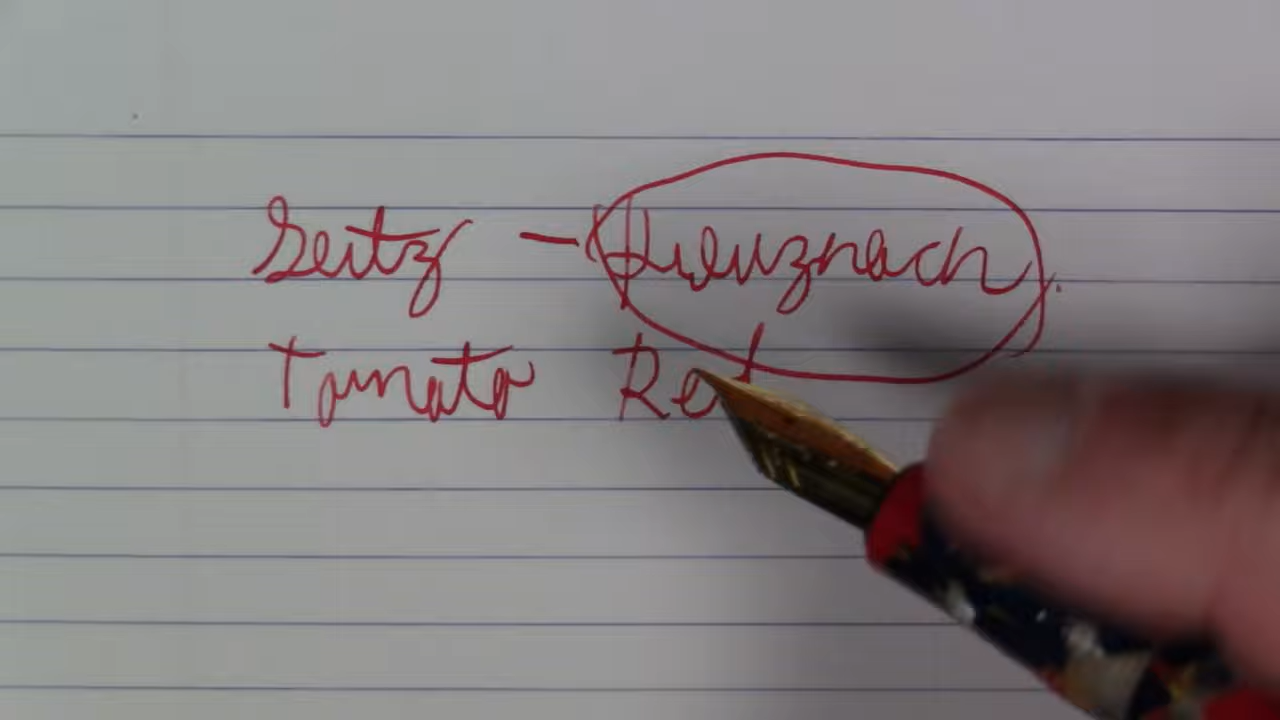 Seitz - Kreuznach.
Tomato Red